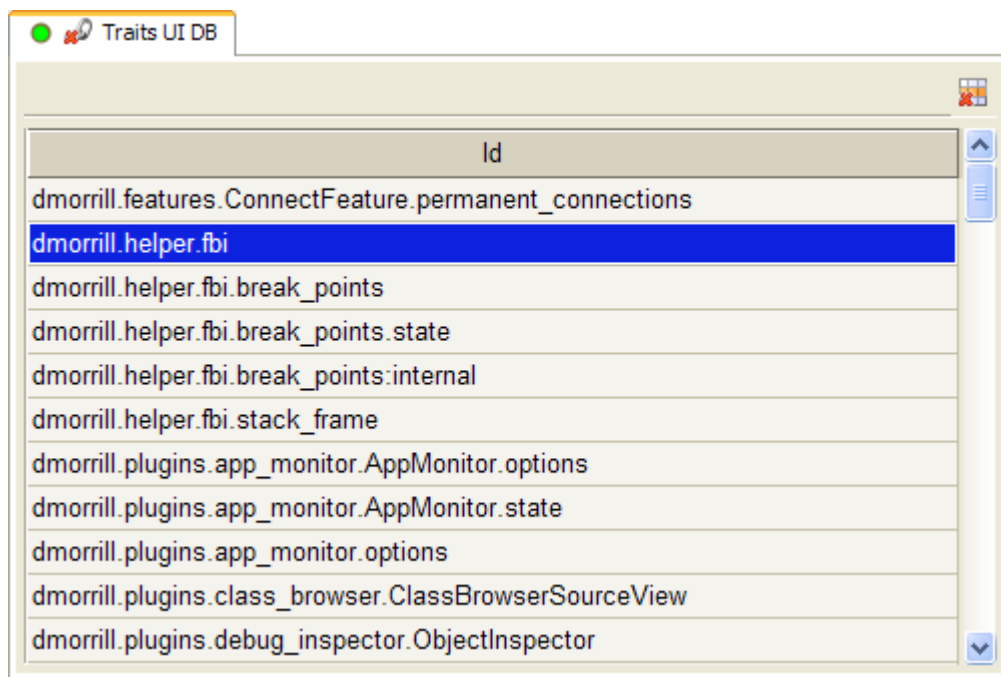 Traits UI DB
Id
dmorrill.features.ConnectFeature.permanent_connections
dmorrill.helper.fbi
dmorrill.helper.fbi.break_points
dmorrill.helper.fbi.break_points.state
dmorrill.helper.fbi.break_points:internal
dmorrill.helper.fbi.stack_frame
dmorrill.plugins.app_monitor.AppMonitor.options
dmorrill.plugins.app_monitor.AppMonitor.state
dmorrill.plugins.app_monitor.options
dmorrill.plugins.class_browser.ClassBrowserSourceView
dmorrill.plugins.debug_inspector.ObjectInspector